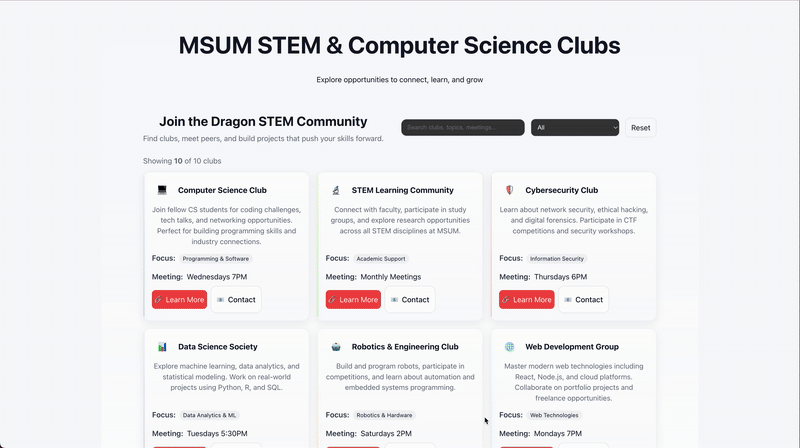 MSUM STEM & Computer Science Clubs
Explore opportunities to connect, learn, and grow
Join the Dragon STEM Community
Find clubs, meet peers, and build projects that push your skills forward.
Search clubs, topics, meetings...
All
Reset
Showing 10 of 10 clubs
Computer Science Club
Join fellow CS students for coding challenges,
tech talks, and networking opportunities.
Perfect for building programming skills and
industry connections.
Focus: Programming & Software
Meeting: Wednesdays 7PM
Learn More
Contact
STEM Learning Community
Connect with faculty, participate in study
groups, and explore research opportunities
across all STEM disciplines at MSUM.
Focus: Academic Support
Meeting: Monthly Meetings
Learn More
Contact
Cybersecurity Club
Learn about network security, ethical hacking,
and digital forensics. Participate in CTF
competitions and security workshops.
Focus: Information Security
Meeting: Thursdays 6PM
Learn More
Contact
Data Science Society
Explore machine learning, data analytics, and
statistical modeling. Work on real-world
projects using Python, R, and SQL.
Focus: Data Analytics & ML
Meeting: Tuesdays 5:30PM
Robotics & Engineering Club
Build and program robots, participate in
competitions, and learn about automation and
embedded systems programming.
Focus: Robotics & Hardware
Meeting: Saturdays 2PM
Web Development Group
Master modern web technologies including
React, Node.js, and cloud platforms.
Collaborate on portfolio projects and
freelance opportunities.
Focus: Web Technologies
Meeting: Mondays 7PM